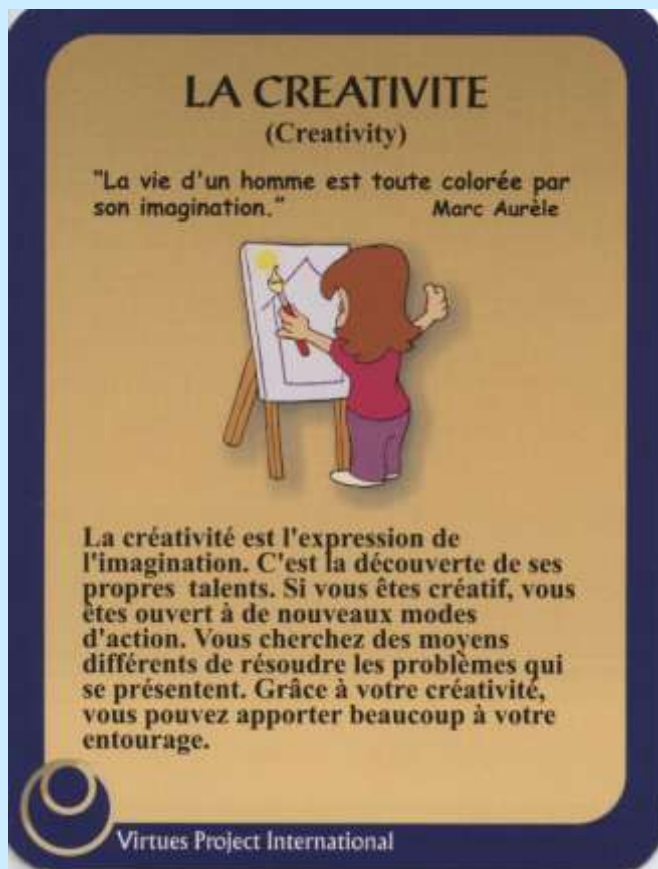 LA CREATIVITE
(Creativity)
"La vie d'un homme est toute colorée par
son imagination." Marc Aurèle
La créativité est l'expression de
l'imagination. C'est la découverte de ses
propres talents. Si vous êtes créatif, vous
êtes ouvert à de nouveaux modes
d'action. Vous cherchez des moyens
différents de résoudre les problèmes qui
se présentent. Grâce à votre créativité,
vous pouvez apporter beaucoup à votre
entourage.
Virtues Project International